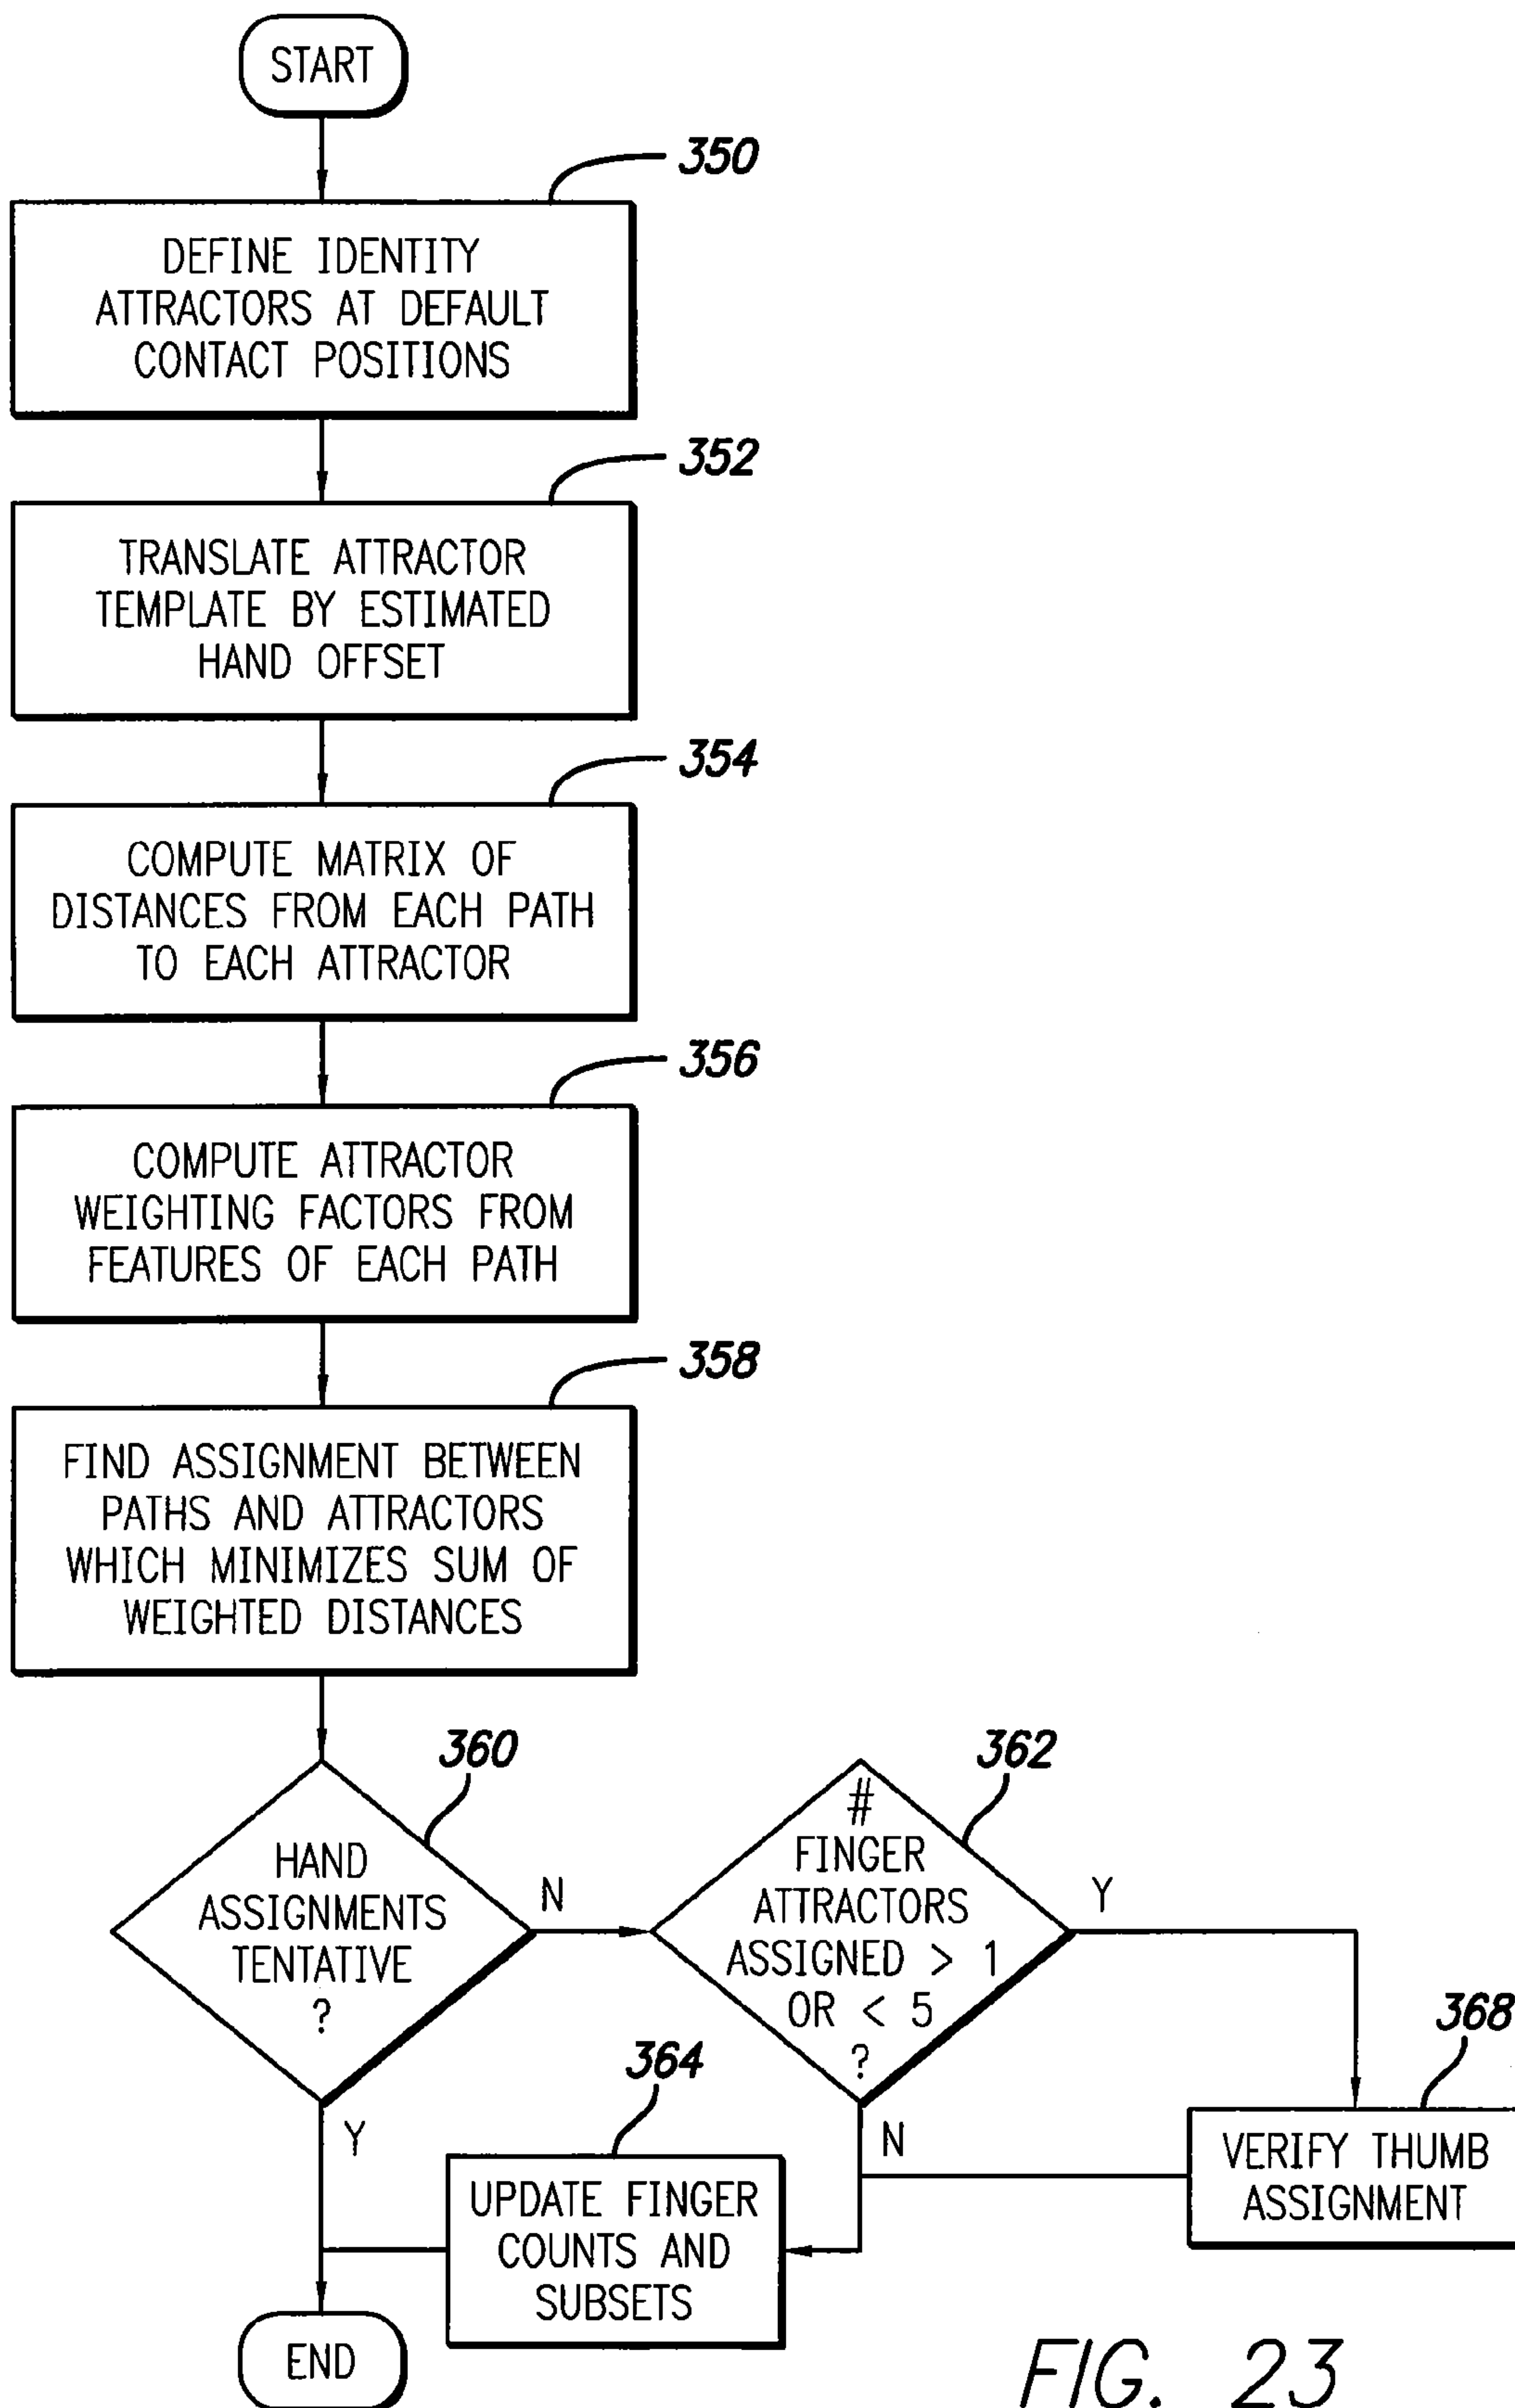 START
350
DEFINE IDENTITY
ATTRACTORS AT DEFAULT
CONTACT POSITIONS
352
TRANSLATE ATTRACTOR
TEMPLATE BY ESTIMATED
HAND OFFSET
354
COMPUTE MATRIX OF
DISTANCES FROM EACH PATH
TO EACH ATTRACTOR
356
COMPUTE ATTRACTOR
WEIGHTING FACTORS FROM
FEATURES OF EACH PATH
358
FIND ASSIGNMENT BETWEEN
PATHS AND ATTRACTORS
WHICH MINIMIZES SUM OF
WEIGHTED DISTANCES
360
HAND
ASSIGNMENTS
TENTATIVE
?
N
Y
362
#
FINGER
ATTRACTORS
ASSIGNED > 1
OR < 5
?
Y
N
368
VERIFY THUMB
ASSIGNMENT
364
UPDATE FINGER
COUNTS AND
SUBSETS
END
FIG. 23